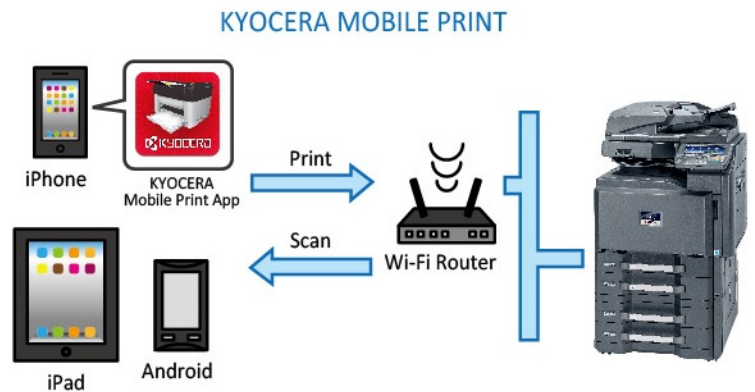 KYOCERA MOBILE PRINT
KYOCERA
iPhone
KYOCERA
Mobile Print App
Print
Scan
Wi-Fi Router
iPad
Android